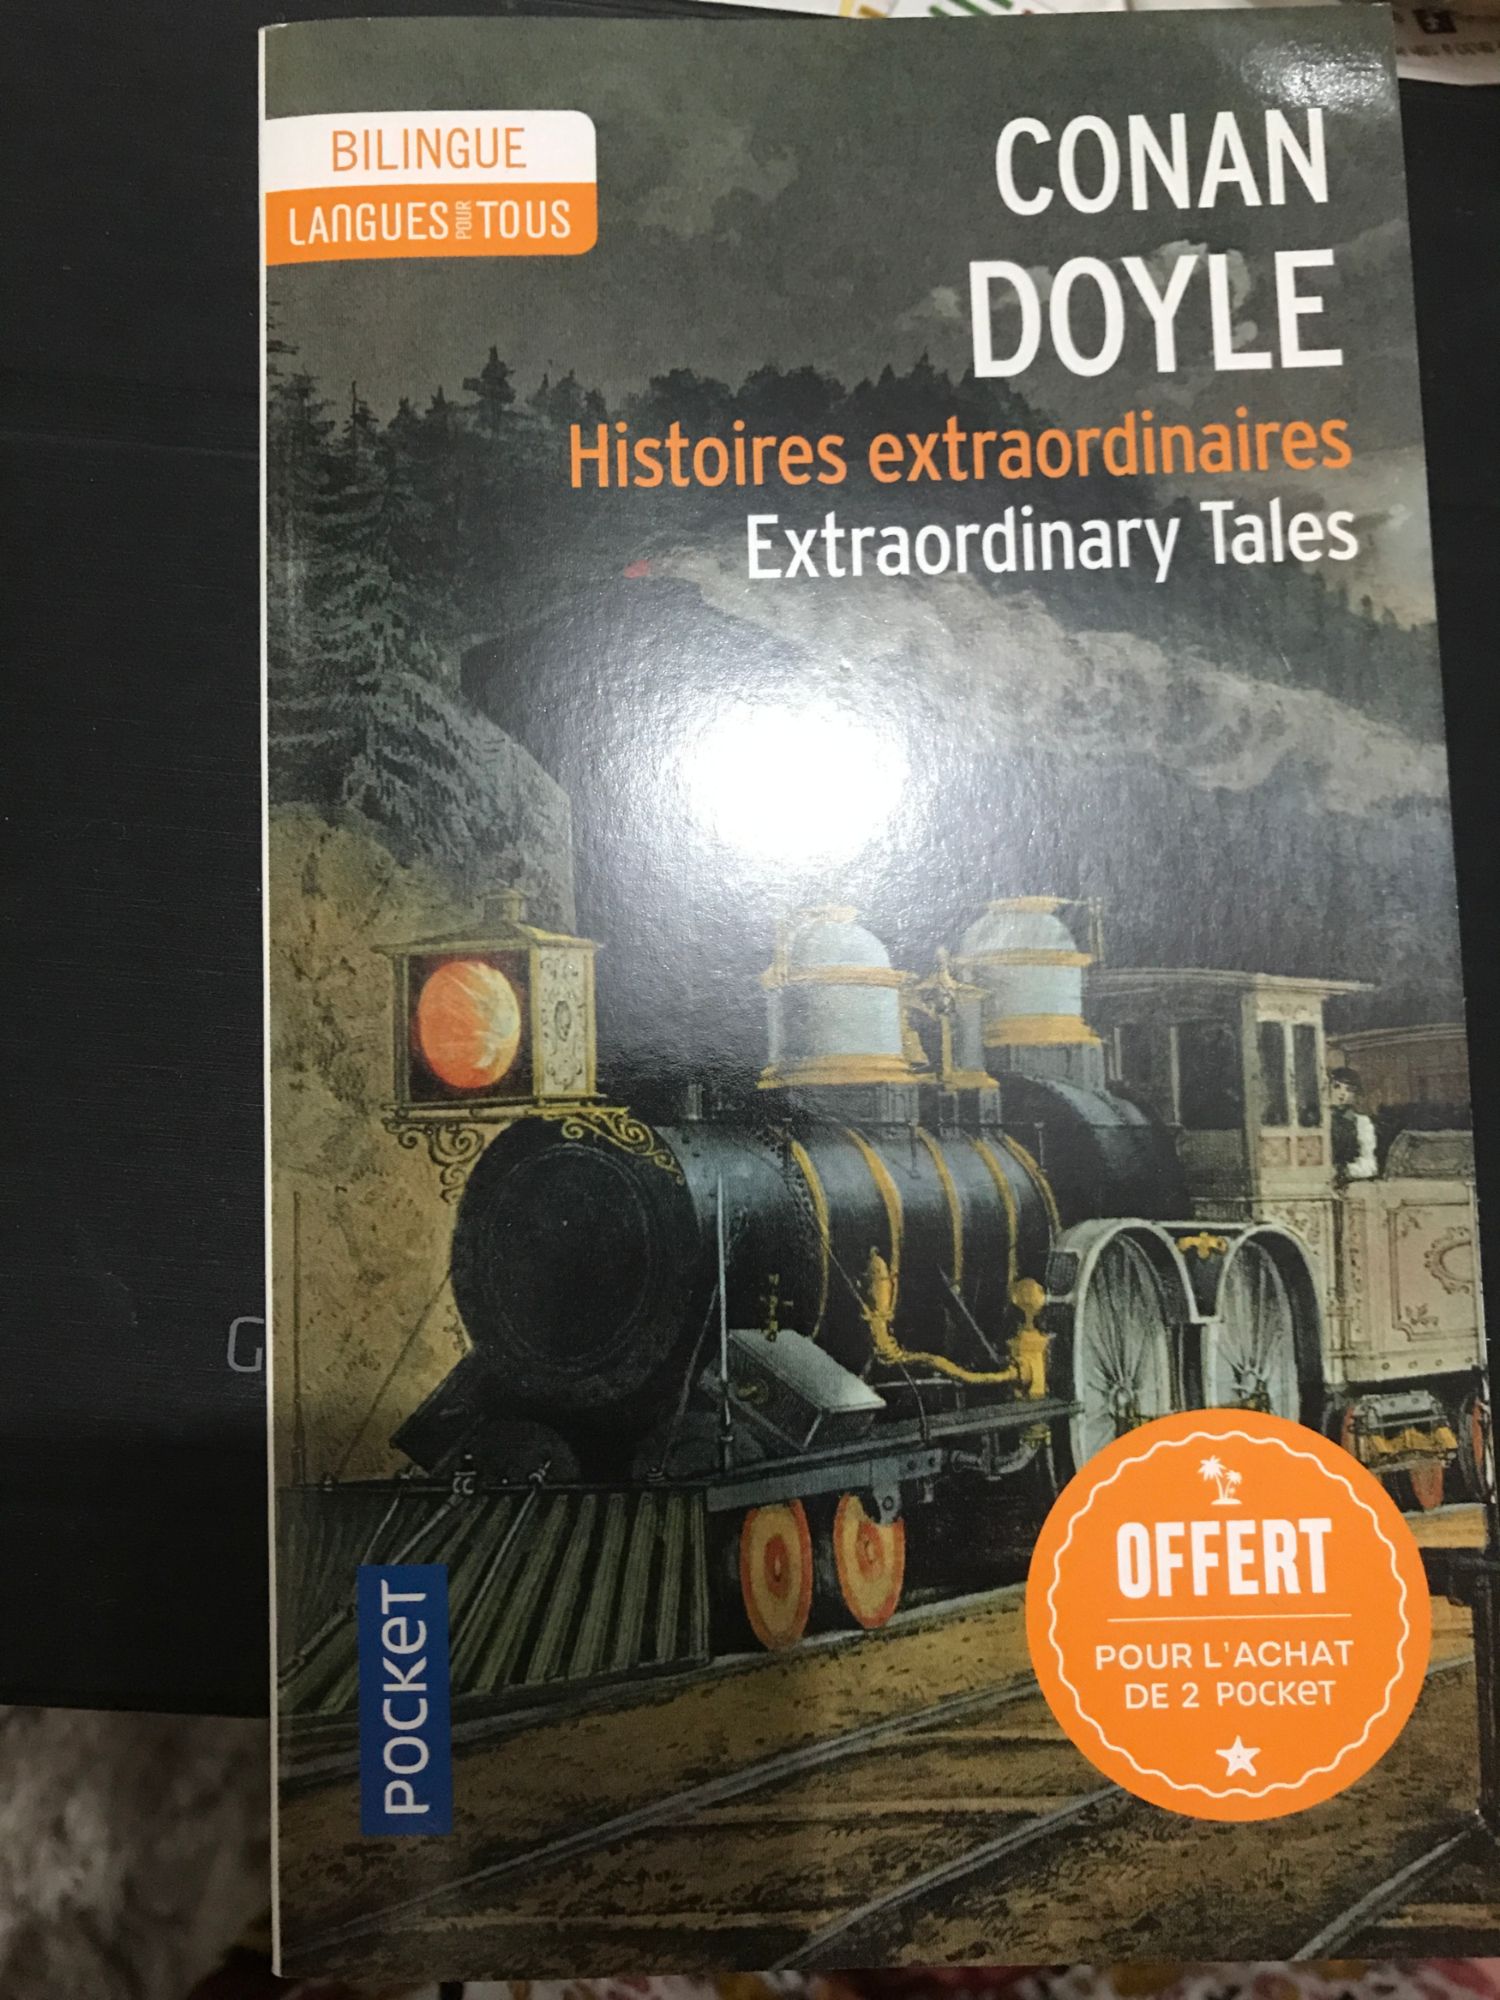 BILINGUE
LANGUES POUR TOUS
CONAN
DOYLE
Histoires extraordinaires
Extraordinary Tales
G
OFFERT
POUR L'ACHAT
DE 2 POCKET
POCKET